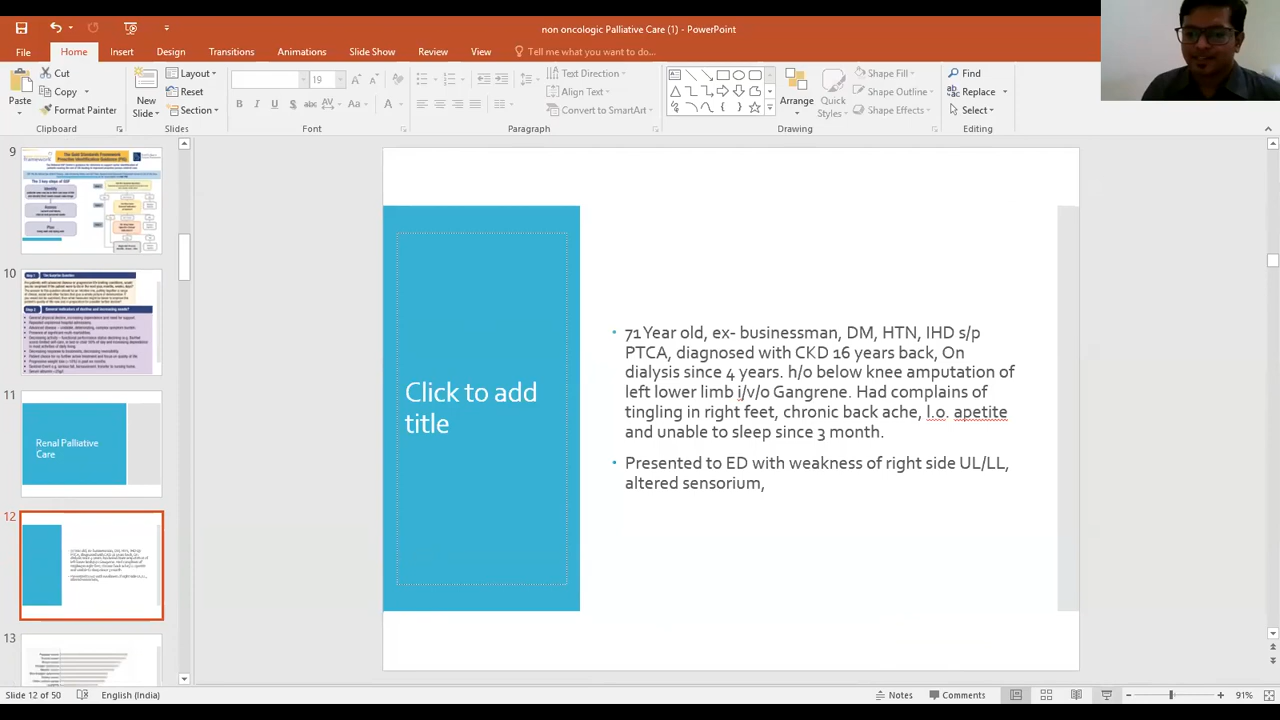 non oncologic Palliative Care (1) - PowerPoint
File Home Insert Design Transitions Animations Slide Show Review View Tell me what you want to do...
Paste
Cut
Copy
Format Painter
Clipboard
New Slide
Layout
Reset
Section
Slides
19
Font
Text Direction
Align Text
Convert to SmartArt
Paragraph
Arrange
Quick Styles
Shape Fill
Shape Outline
Shape Effects
Drawing
Find
Replace
Select
Editing
9
The Gold Standards Framework
10
11
Renal Palliative
Care
12
13
Click to add
title
• 71 Year old, ex- businessman, DM, HTN, IHD s/p
PTCA, diagnosed with CKD 16 years back, On
dialysis since 4 years. h/o below knee amputation of
left lower limb i/v/o Gangrene. Had complains of
tingling in right feet, chronic back ache, l.o. apetite
and unable to sleep since 3 month.
• Presented to ED with weakness of right side UL/LL,
altered sensorium,
Slide 12 of 50 English (India) Notes Comments 91%